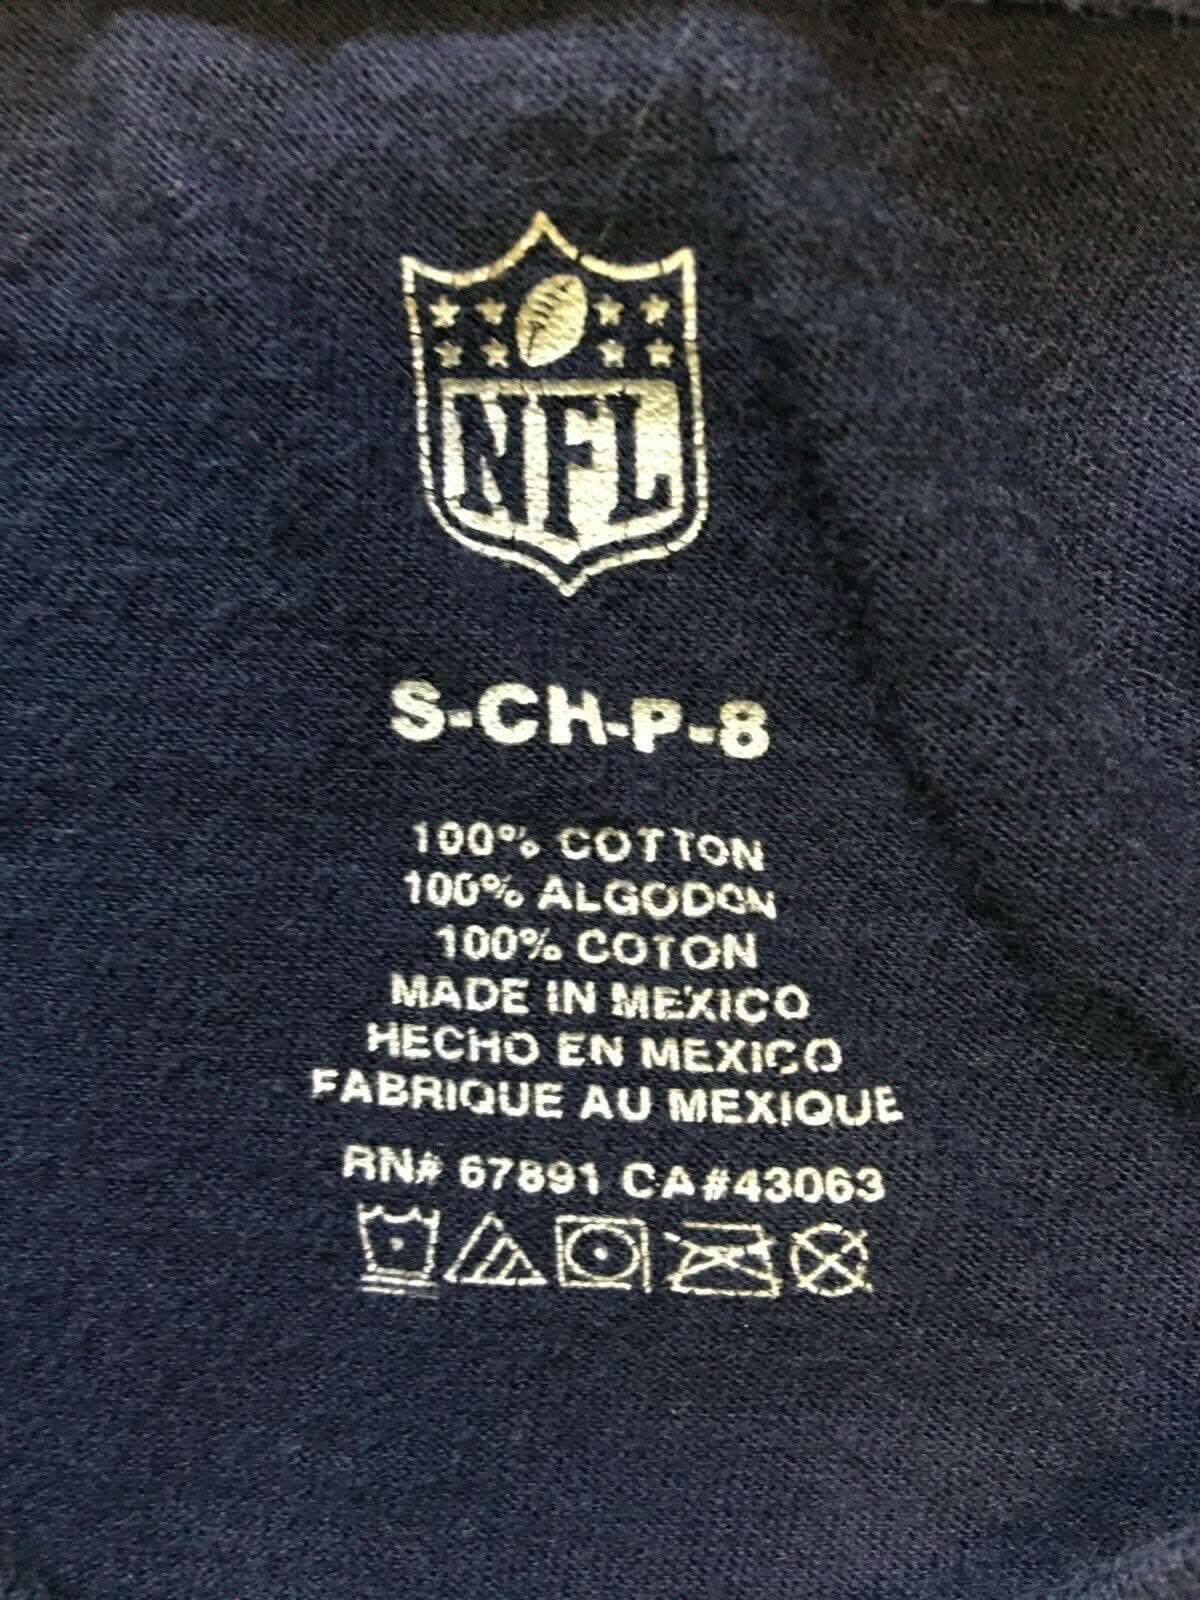 NFL
S-CH-P-8
100% COTTON
100% ALGODON
100% COTON
MADE IN MEXICO
HECHO EN MEXICO
FABRIQUE AU MEXIQUE
RN# 67891 CA#43063